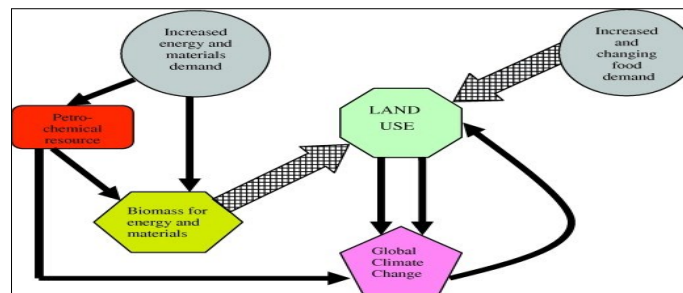 Increased
energy and
materials
demand
Increased
and
changing
food
demand
LAND
USE
Petro-
chemical
resource
Biomass for
energy and
materials
Global
Climate
Change